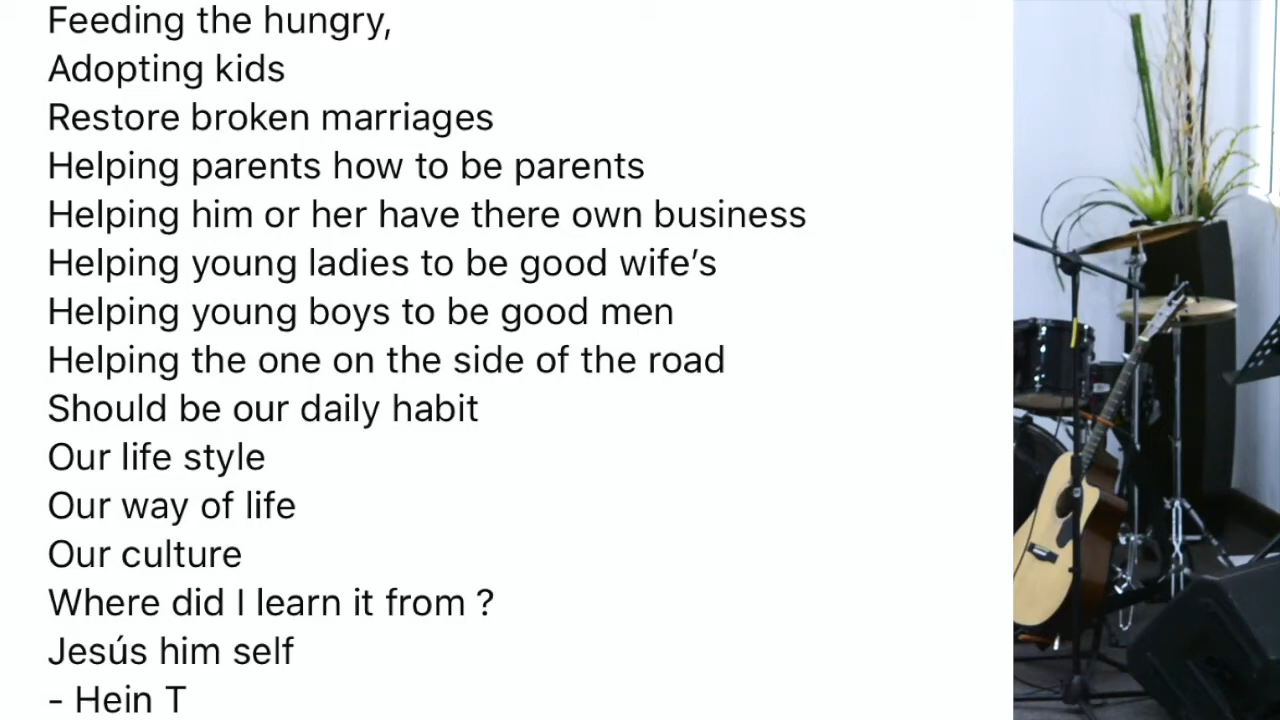 Feeding the hungry,
Adopting kids
Restore broken marriages
Helping parents how to be parents
Helping him or her have there own business
Helping young ladies to be good wife’s
Helping young boys to be good men
Helping the one on the side of the road
Should be our daily habit
Our life style
Our way of life
Our culture
Where did I learn it from ?
Jesús him self
- Hein T